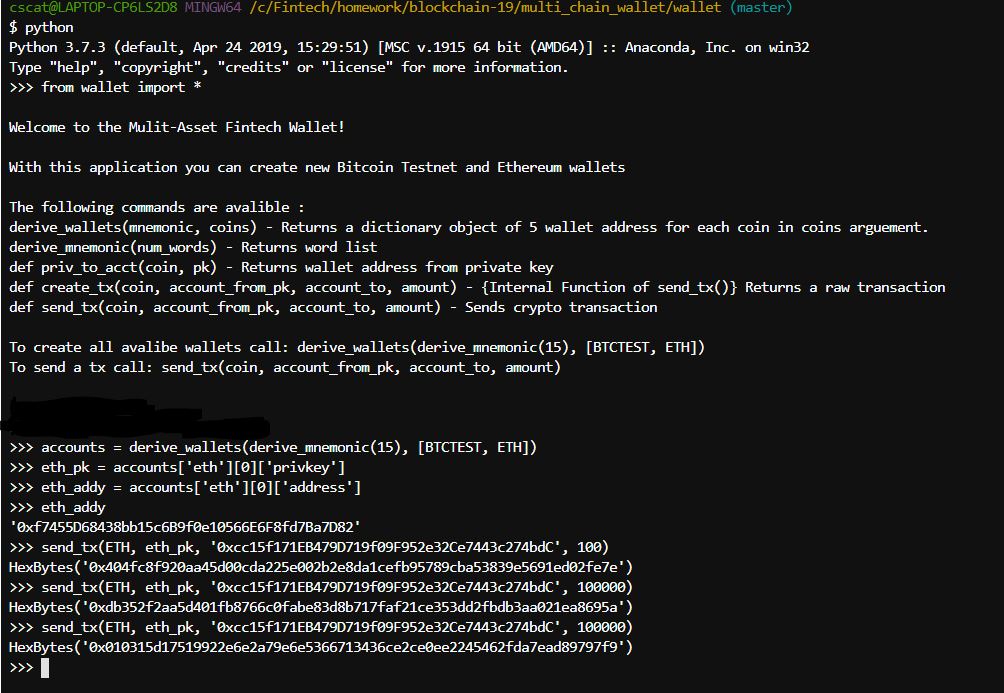 cscat@LAPTOP-CP6LS2D8 MINGW64 /c/Fintech/homework/blockchain-19/multi_chain_wallet/wallet (master)
$ python
Python 3.7.3 (default, Apr 24 2019, 15:29:51) [MSC v.1915 64 bit (AMD64)] :: Anaconda, Inc. on win32
Type "help", "copyright", "credits" or "license" for more information.
>>> from wallet import *
Welcome to the Mulit-Asset Fintech Wallet!
With this application you can create new Bitcoin Testnet and Ethereum wallets
The following commands are avalible :
derive_wallets(mnemonic, coins) - Returns a dictionary object of 5 wallet address for each coin in coins arguement.
derive_mnemonic(num_words) - Returns word list
def priv_to_acct(coin, pk) - Returns wallet address from private key
def create_tx(coin, account_from_pk, account_to, amount) - {Internal Function of send_tx()} Returns a raw transaction
def send_tx(coin, account_from_pk, account_to, amount) - Sends crypto transaction
To create all avalibe wallets call: derive_wallets(derive_mnemonic(15), [BTCTEST, ETH])
To send a tx call: send_tx(coin, account_from_pk, account_to, amount)
>>> accounts = derive_wallets(derive_mnemonic(15), [BTCTEST, ETH])
>>> eth_pk = accounts['eth'][0]['privkey']
>>> eth_addy = accounts['eth'][0]['address']
>>> eth_addy
'0xf7455D68438bb15c6B9f0e10566E6F8fd7Ba7D82'
>>> send_tx(ETH, eth_pk, '0xcc15f171EB479D719f09F952e32Ce7443c274bdC', 100)
HexBytes('0x404fc8f920aa45d00cda225e002b2e8da1cefb95789cba53839e5691ed02fe7e')
>>> send_tx(ETH, eth_pk, '0xcc15f171EB479D719f09F952e32Ce7443c274bdC', 100000)
HexBytes('0xdb352f2aa5d401fb8766c0fabe83d8b717faf21ce353dd2fbdb3aa021ea8695a')
>>> send_tx(ETH, eth_pk, '0xcc15f171EB479D719f09F952e32Ce7443c274bdC', 100000)
HexBytes('0x010315d17519922e6e2a79e6e5366713436ce2ce0ee2245462fda7ead89797f9')
>>>